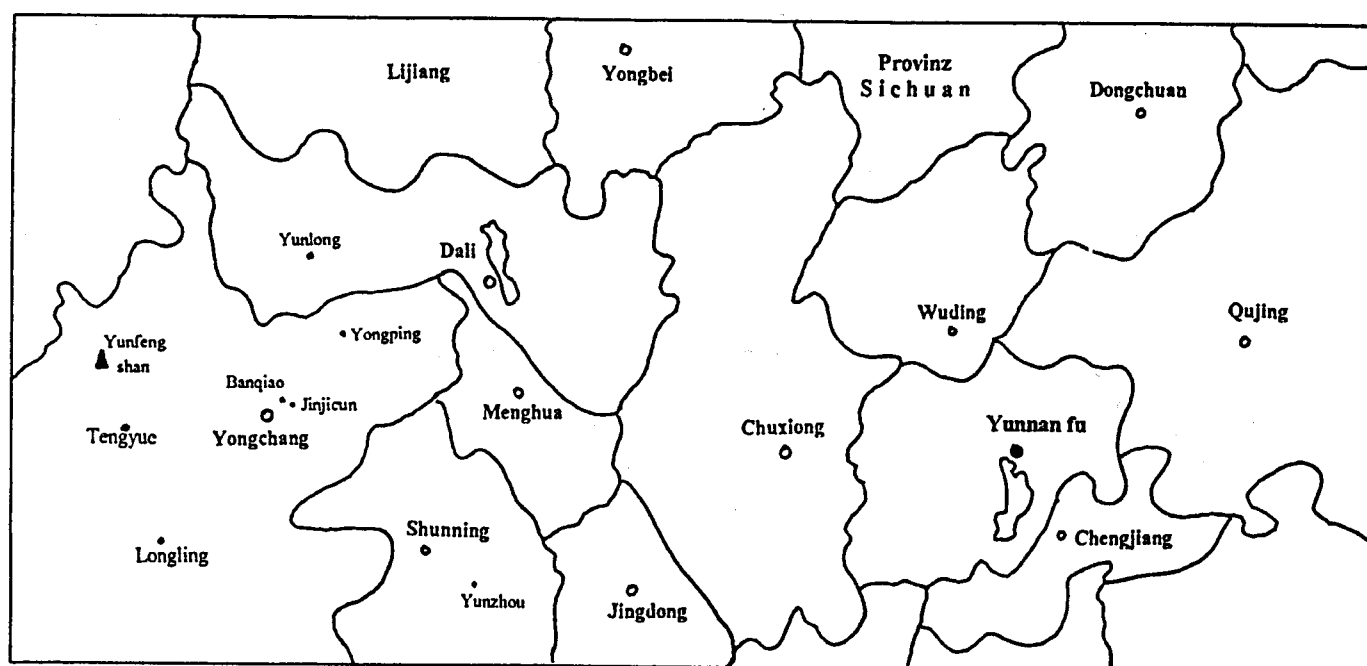 Lijiang
Yongbei
Provinz
Sichuan
Dongchuan
Yunlong
Dali
Yunfeng
shan
Yongping
Wuding
Qujing
Banqiao
Jinjicun
Tengyue
Yongchang
Menghua
Chuxiong
Yunnan fu
Longling
Shunning
Chengjiang
Yunzhou
Jingdong